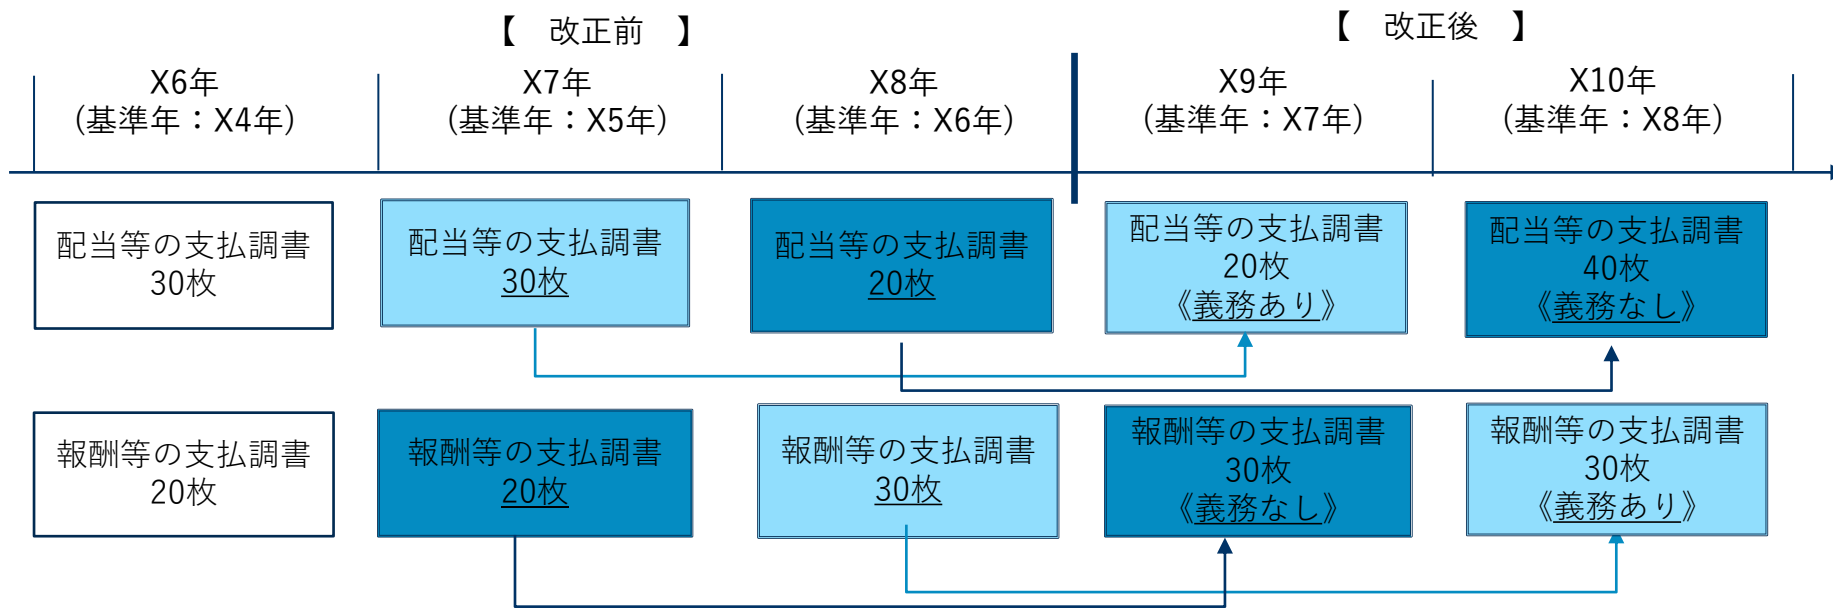 【　改正前　】
【　改正後　】
X6年
（基準年：X4年）
X7年
（基準年：X5年）
X8年
（基準年：X6年）
X9年
（基準年：X7年）
X10年
（基準年：X8年）
配当等の支払調書
30枚
配当等の支払調書
30枚
配当等の支払調書
20枚
配当等の支払調書
20枚
《義務あり》
配当等の支払調書
40枚
《義務なし》
報酬等の支払調書
20枚
報酬等の支払調書
20枚
報酬等の支払調書
30枚
報酬等の支払調書
30枚
《義務なし》
報酬等の支払調書
30枚
《義務あり》